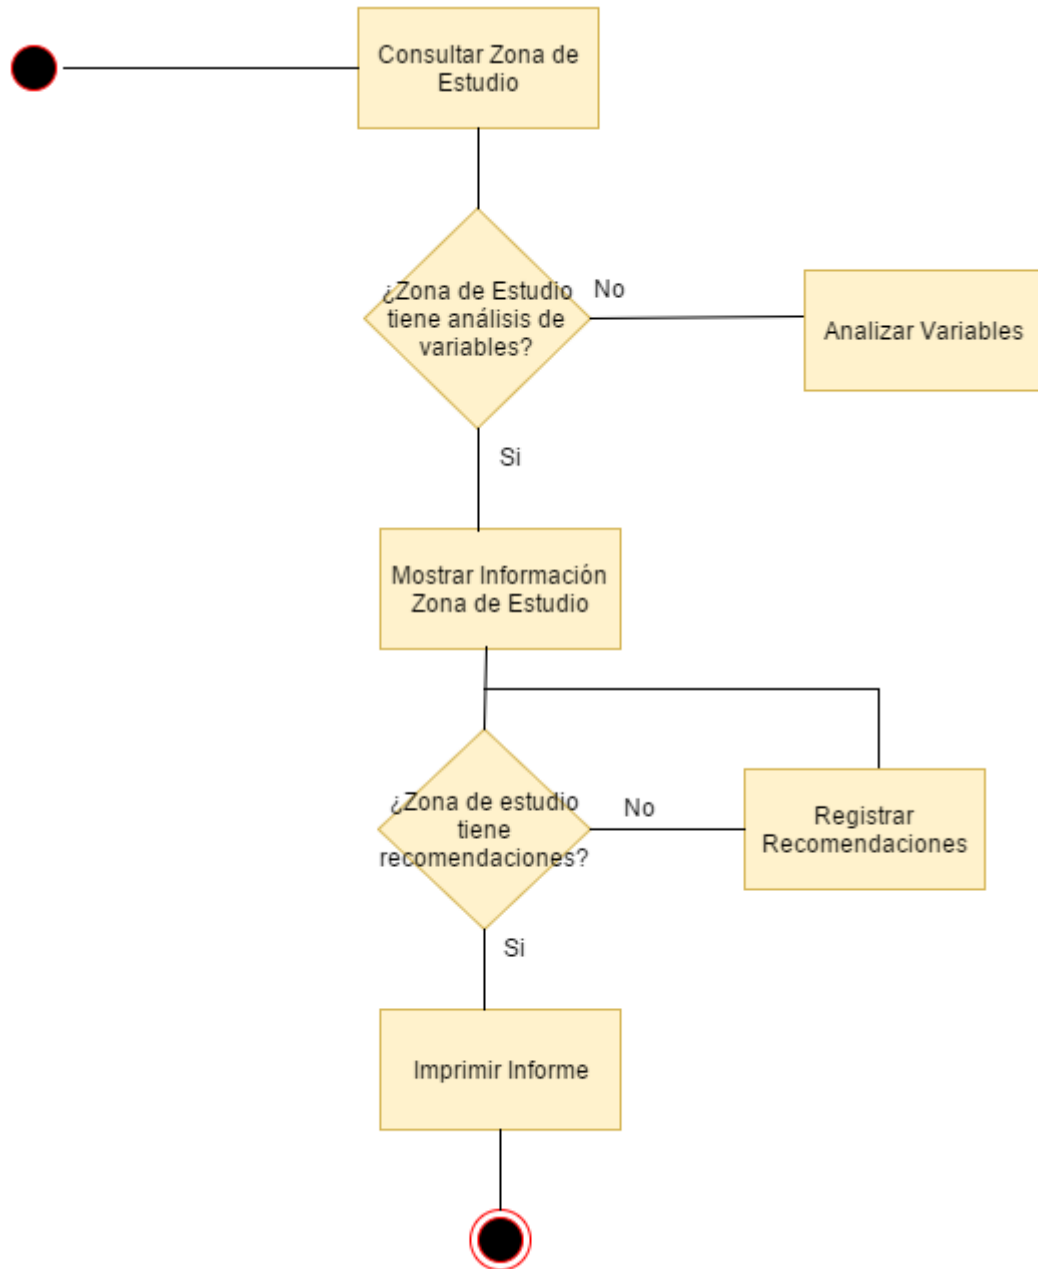 Consultar Zona de
Estudio
¿Zona de Estudio
tiene análisis de
variables?
No
Analizar Variables
Si
Mostrar Información
Zona de Estudio
¿Zona de estudio
tiene
recomendaciones?
No
Registrar
Recomendaciones
Si
Imprimir Informe